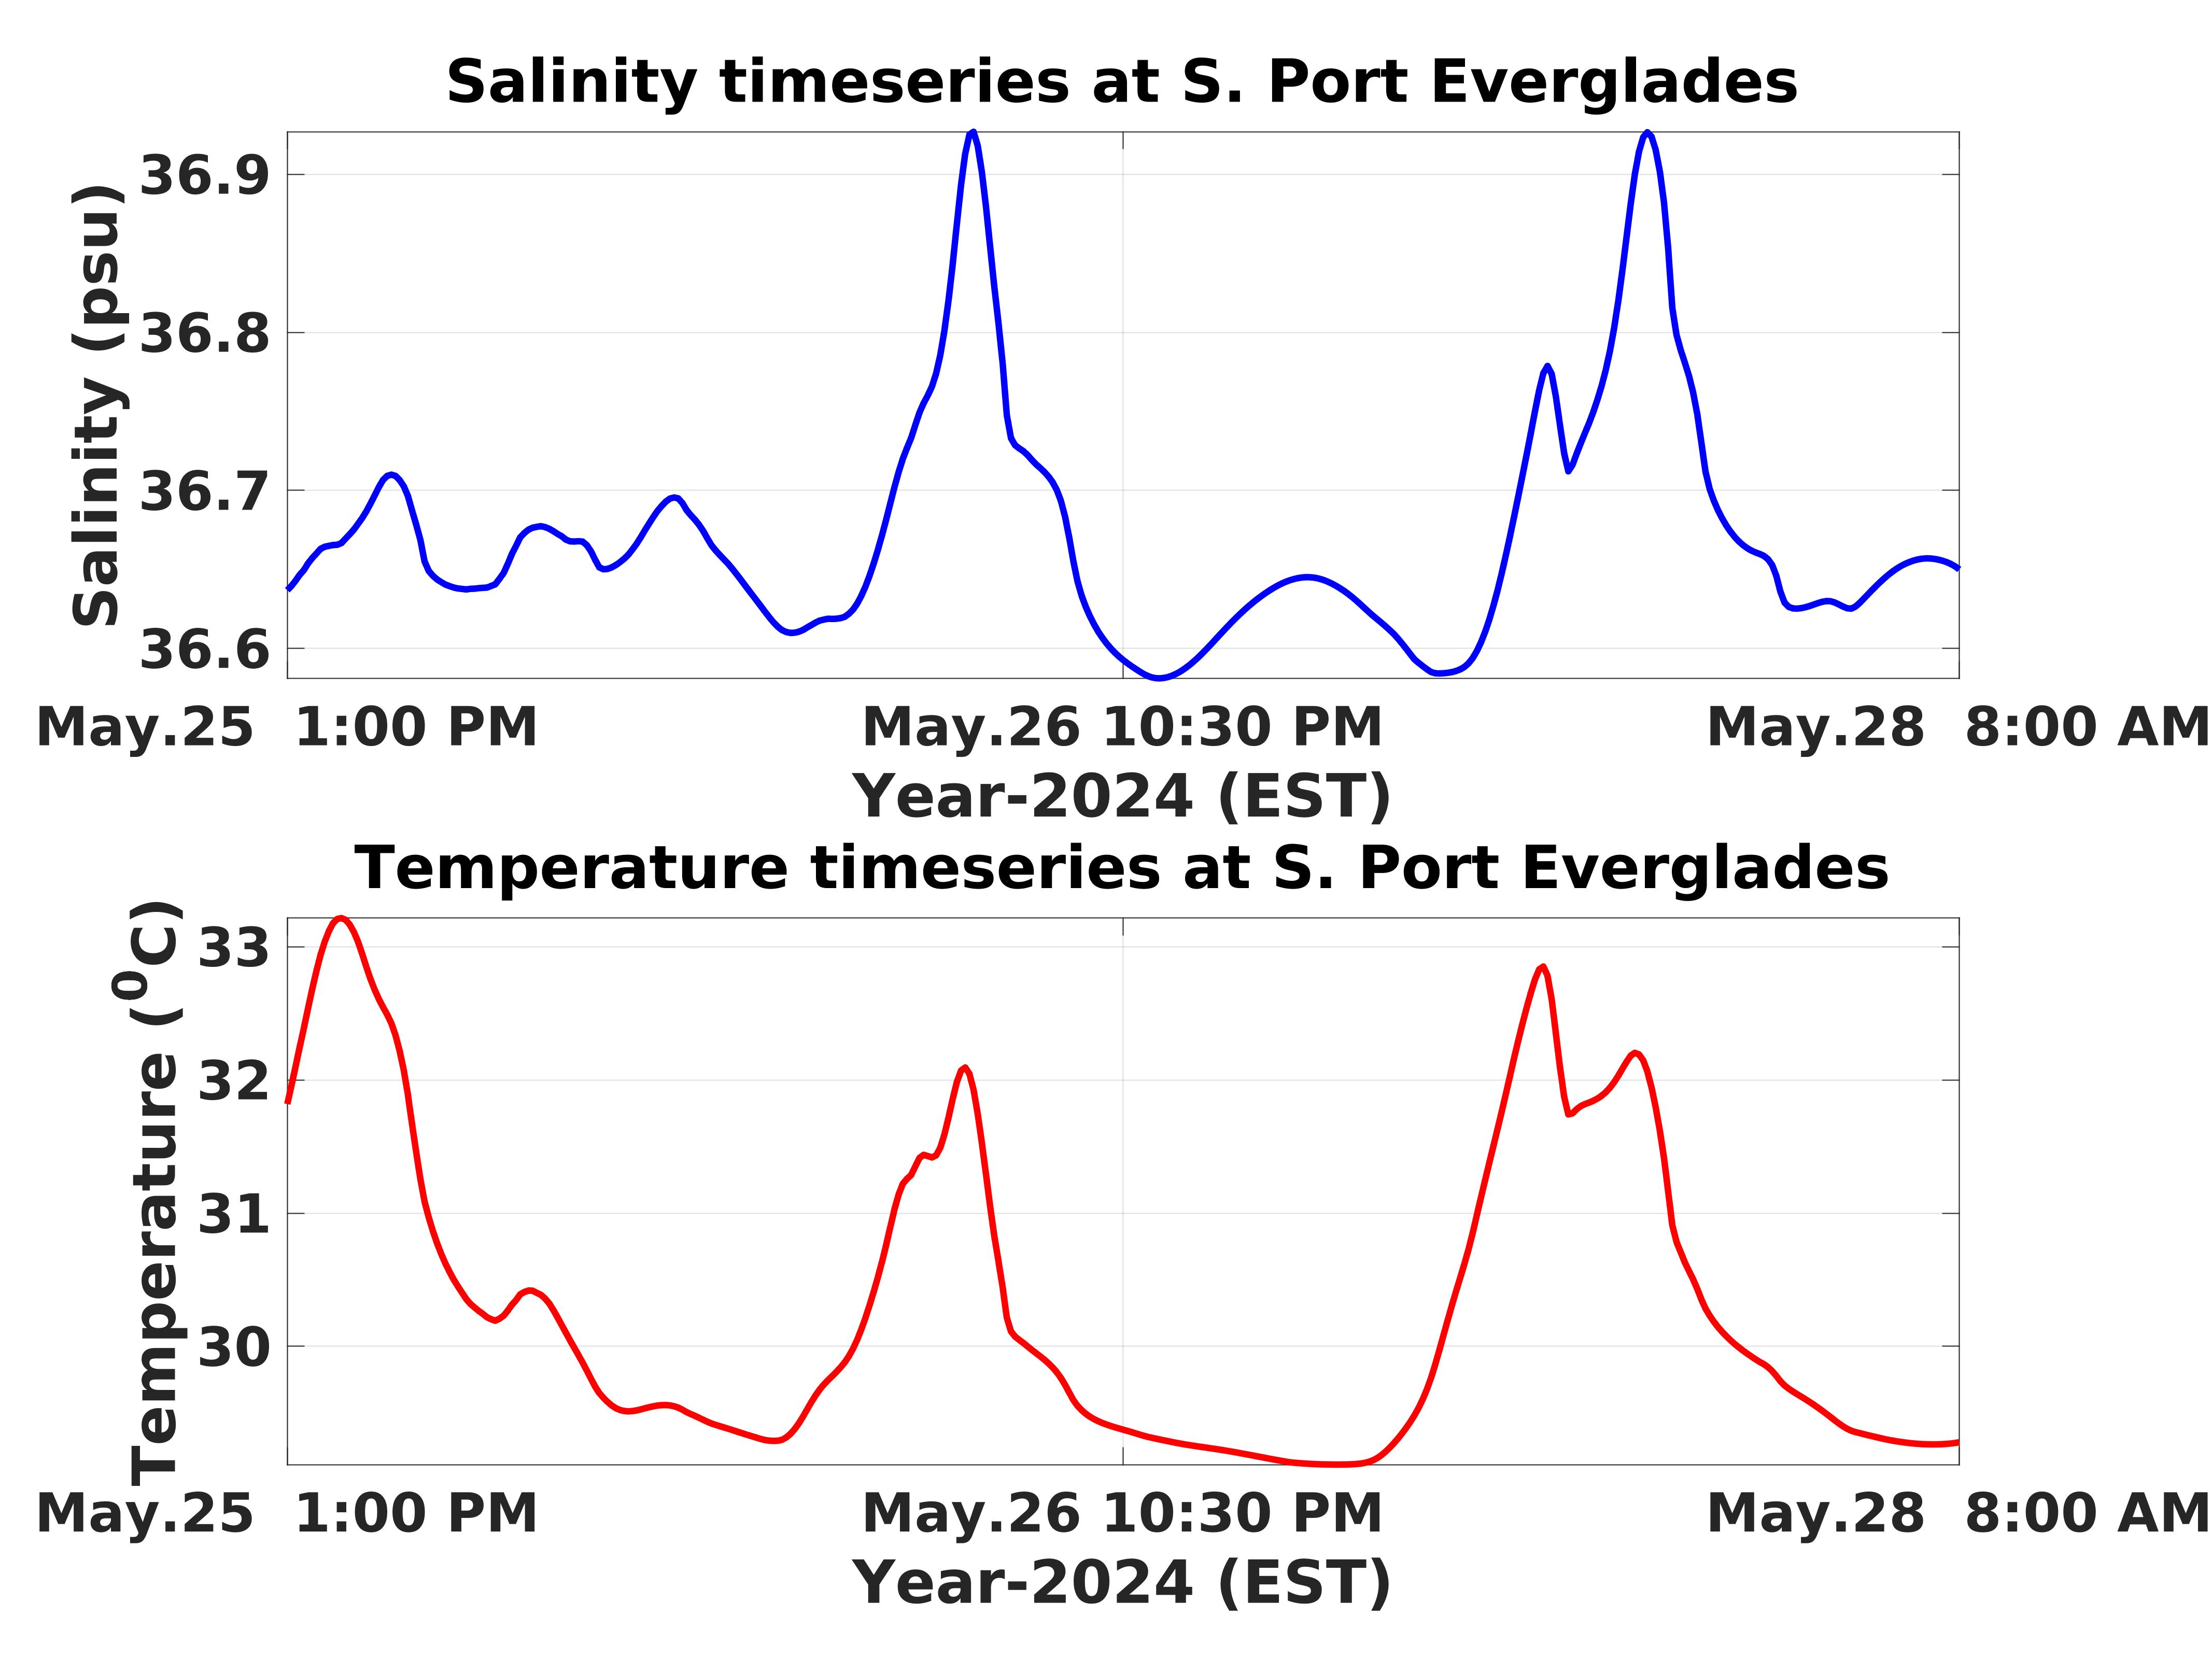 Salinity timeseries at S. Port Everglades
Salinity (psu)
36.9
36.8
36.7
36.6
May.25  1:00 PM May.26 10:30 PM May.28  8:00 AM
Year-2024 (EST)
Temperature timeseries at S. Port Everglades
Temperature (⁰C)
33
32
31
30
May.25  1:00 PM May.26 10:30 PM May.28  8:00 AM
Year-2024 (EST)